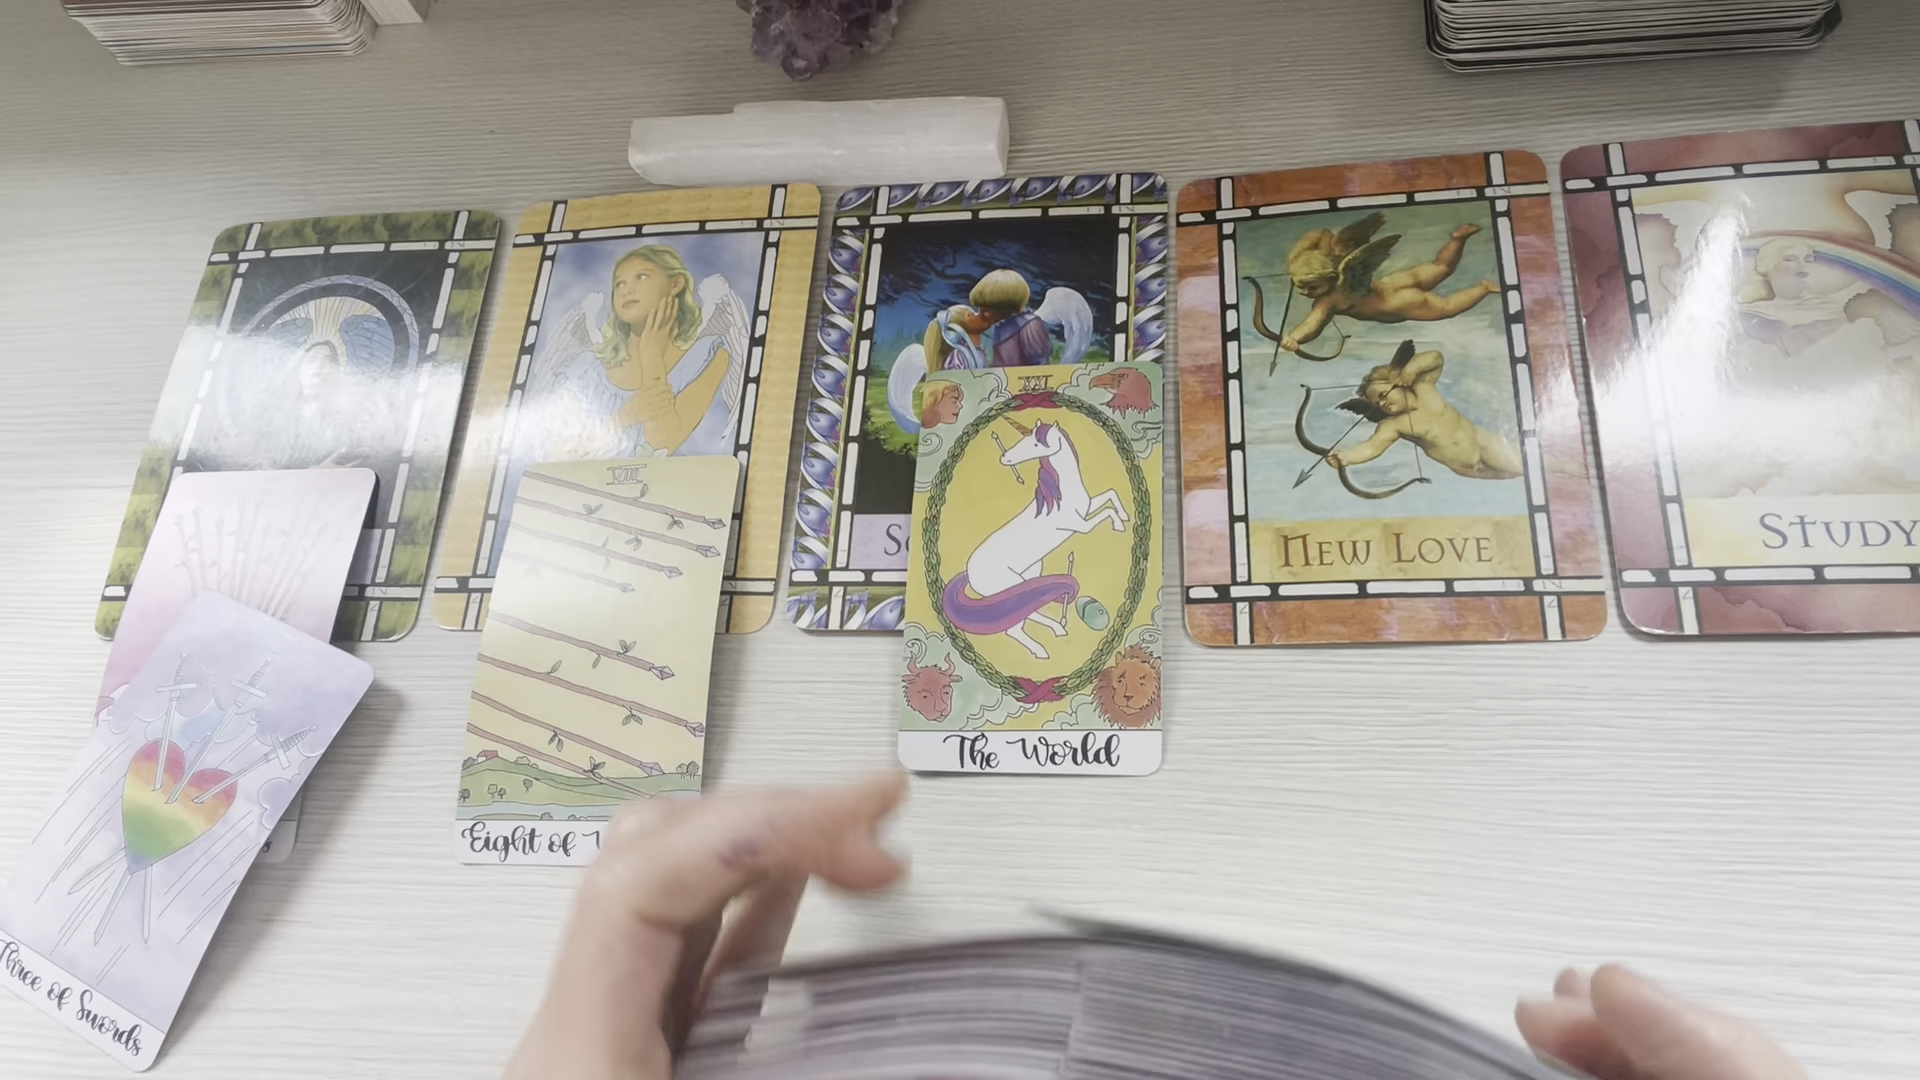 NEW LOVE
STUDY
XXI
The World
VIII
Eight of
Three of Swords